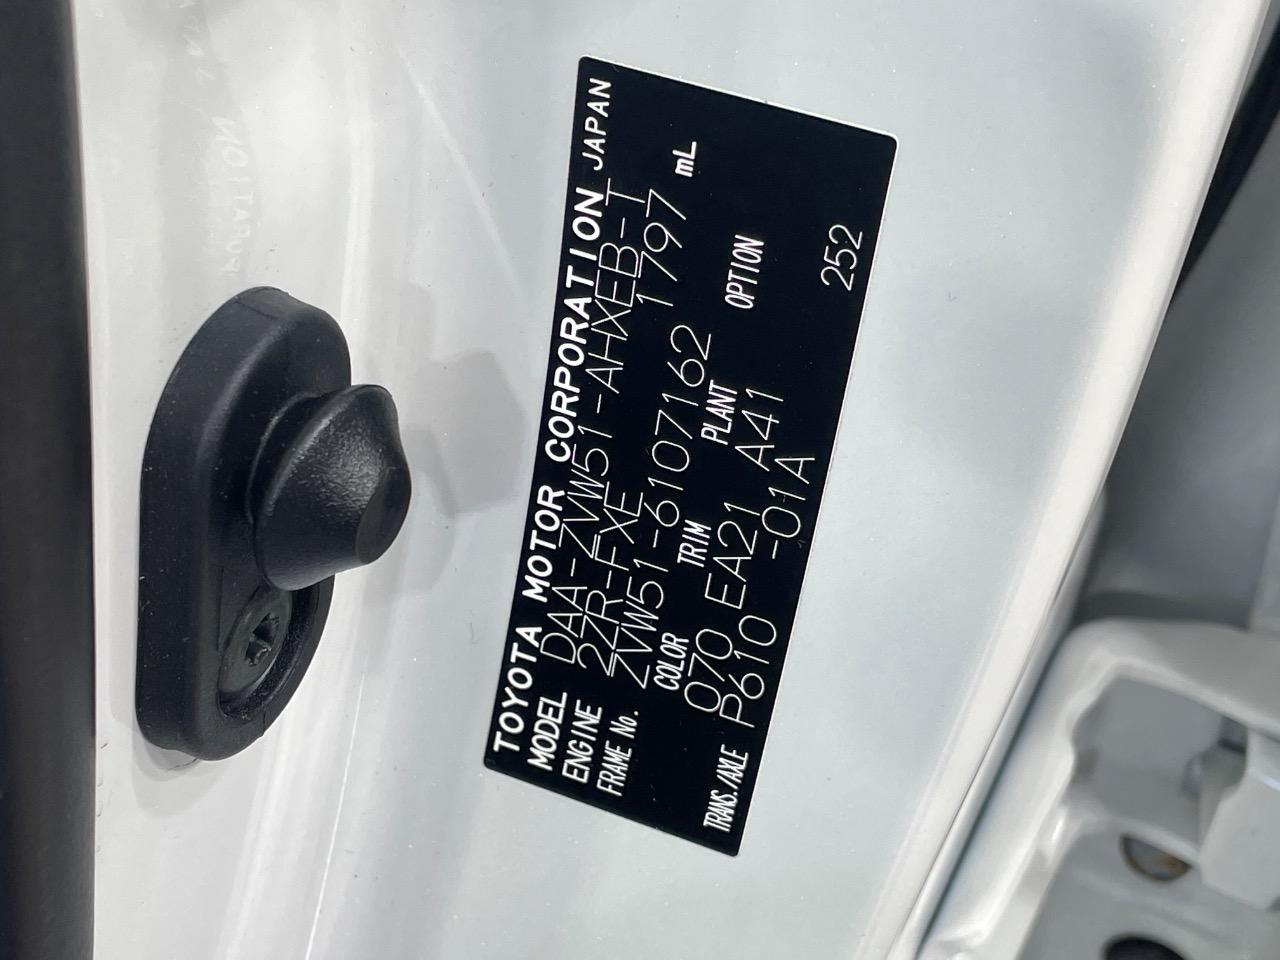 TOYOTA MOTOR CORPORATION JAPAN
MODEL DAA-ZVW51-AHXEB-T
ENGINE 2ZR-FXE 1797 mL
FRAME No. ZVW51-6107162
COLOR TRIM PLANT OPTION
070 EA21 A41
TRANS./AXLE P610 -01A 252